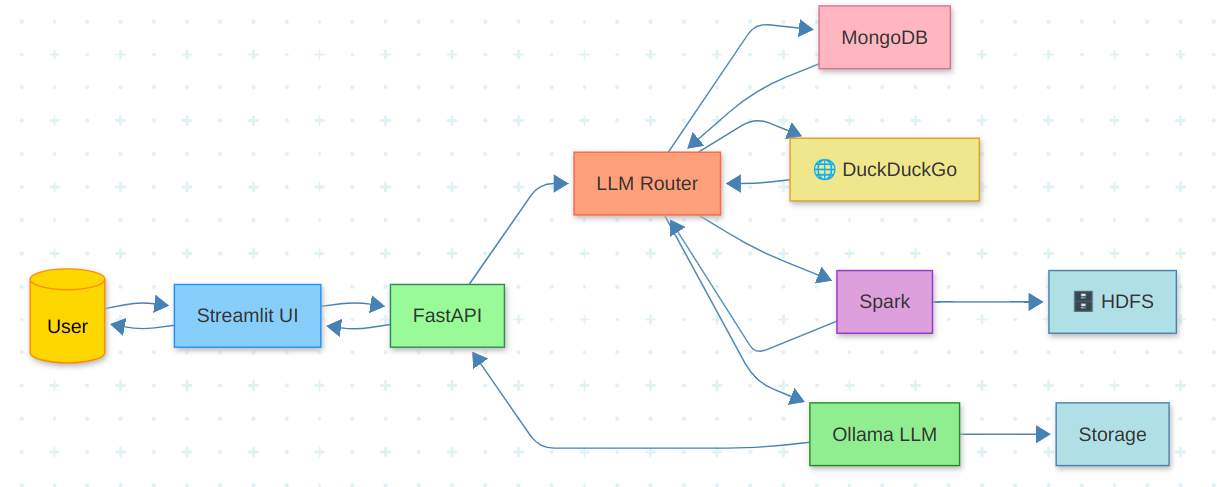 MongoDB
🌐 DuckDuckGo
LLM Router
Spark
🗄️ HDFS
User
Streamlit UI
FastAPI
Ollama LLM
Storage